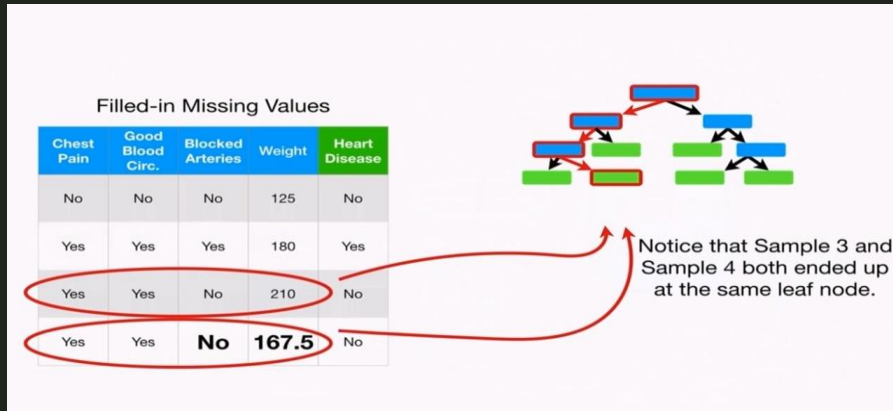 Filled-in Missing Values
Chest Pain Good Blood Circ. Blocked Arteries Weight Heart Disease
No No No 125 No
Yes Yes Yes 180 Yes
Yes Yes No 210 No
Yes Yes No 167.5 No
Notice that Sample 3 and
Sample 4 both ended up
at the same leaf node.